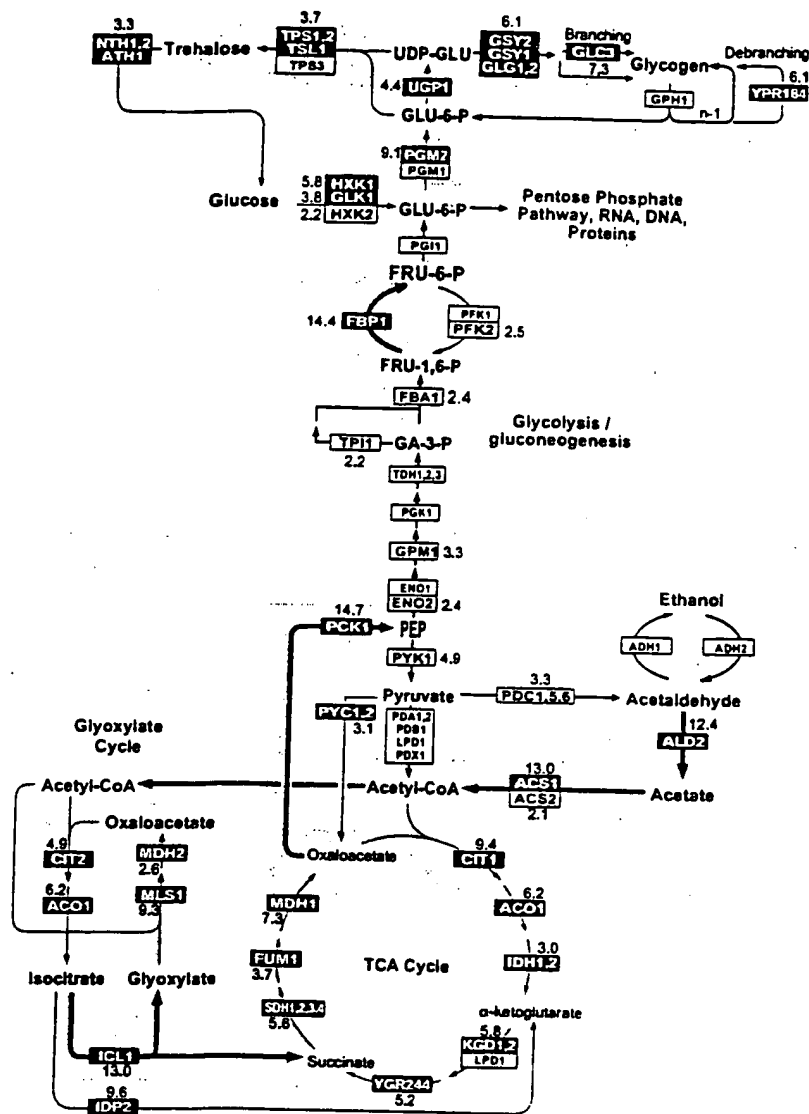 3.3
NTH1,2
ATH1
Trehalose
3.7
TPS1,2
TSL1
TPS3
UDP-GLU
6.1
GSY2
GSY1
GLG1,2
Branching
GLC3
7.3
Glycogen
Debranching
6.1
YPR184
GPH1
n-1
4.4
UGP1
GLU-6-P
9.1
PGM2
PGM1
Glucose
5.8
HXK1
3.8
GLK1
2.2
HXK2
GLU-6-P
Pentose Phosphate
Pathway, RNA, DNA,
Proteins
PGI1
FRU-6-P
14.4
FBP1
PFK1
PFK2
2.5
FRU-1,6-P
FBA1
2.4
Glycolysis /
gluconeogenesis
TPI1
2.2
GA-3-P
TDH1,2,3
PGK1
GPM1
3.3
ENO1
ENO2
2.4
14.7
PCK1
PEP
PYK1
4.9
Ethanol
ADH1
ADH2
Pyruvate
3.3
PDC1,5,6
Acetaldehyde
PYC1,2
3.1
PDA1,2
PDB1
LPD1
PDX1
12.4
ALD2
Glyoxylate
Cycle
Acetyl-CoA
Acetyl-CoA
13.0
ACS1
ACS2
2.1
Acetate
Oxaloacetate
4.9
CIT2
MDH2
2.6
6.2
ACO1
MLS1
9.3
Isocitrate
Glyoxylate
ICL1
13.0
9.6
IDP2
Oxaloacetate
9.4
CIT1
6.2
ACO1
3.0
IDH1,2
α-ketoglutarate
5.8
KGD1,2
LPD1
YGR244
5.2
Succinate
SDH1,2,3,4
5.8
FUM1
3.7
MDH1
7.3
TCA Cycle